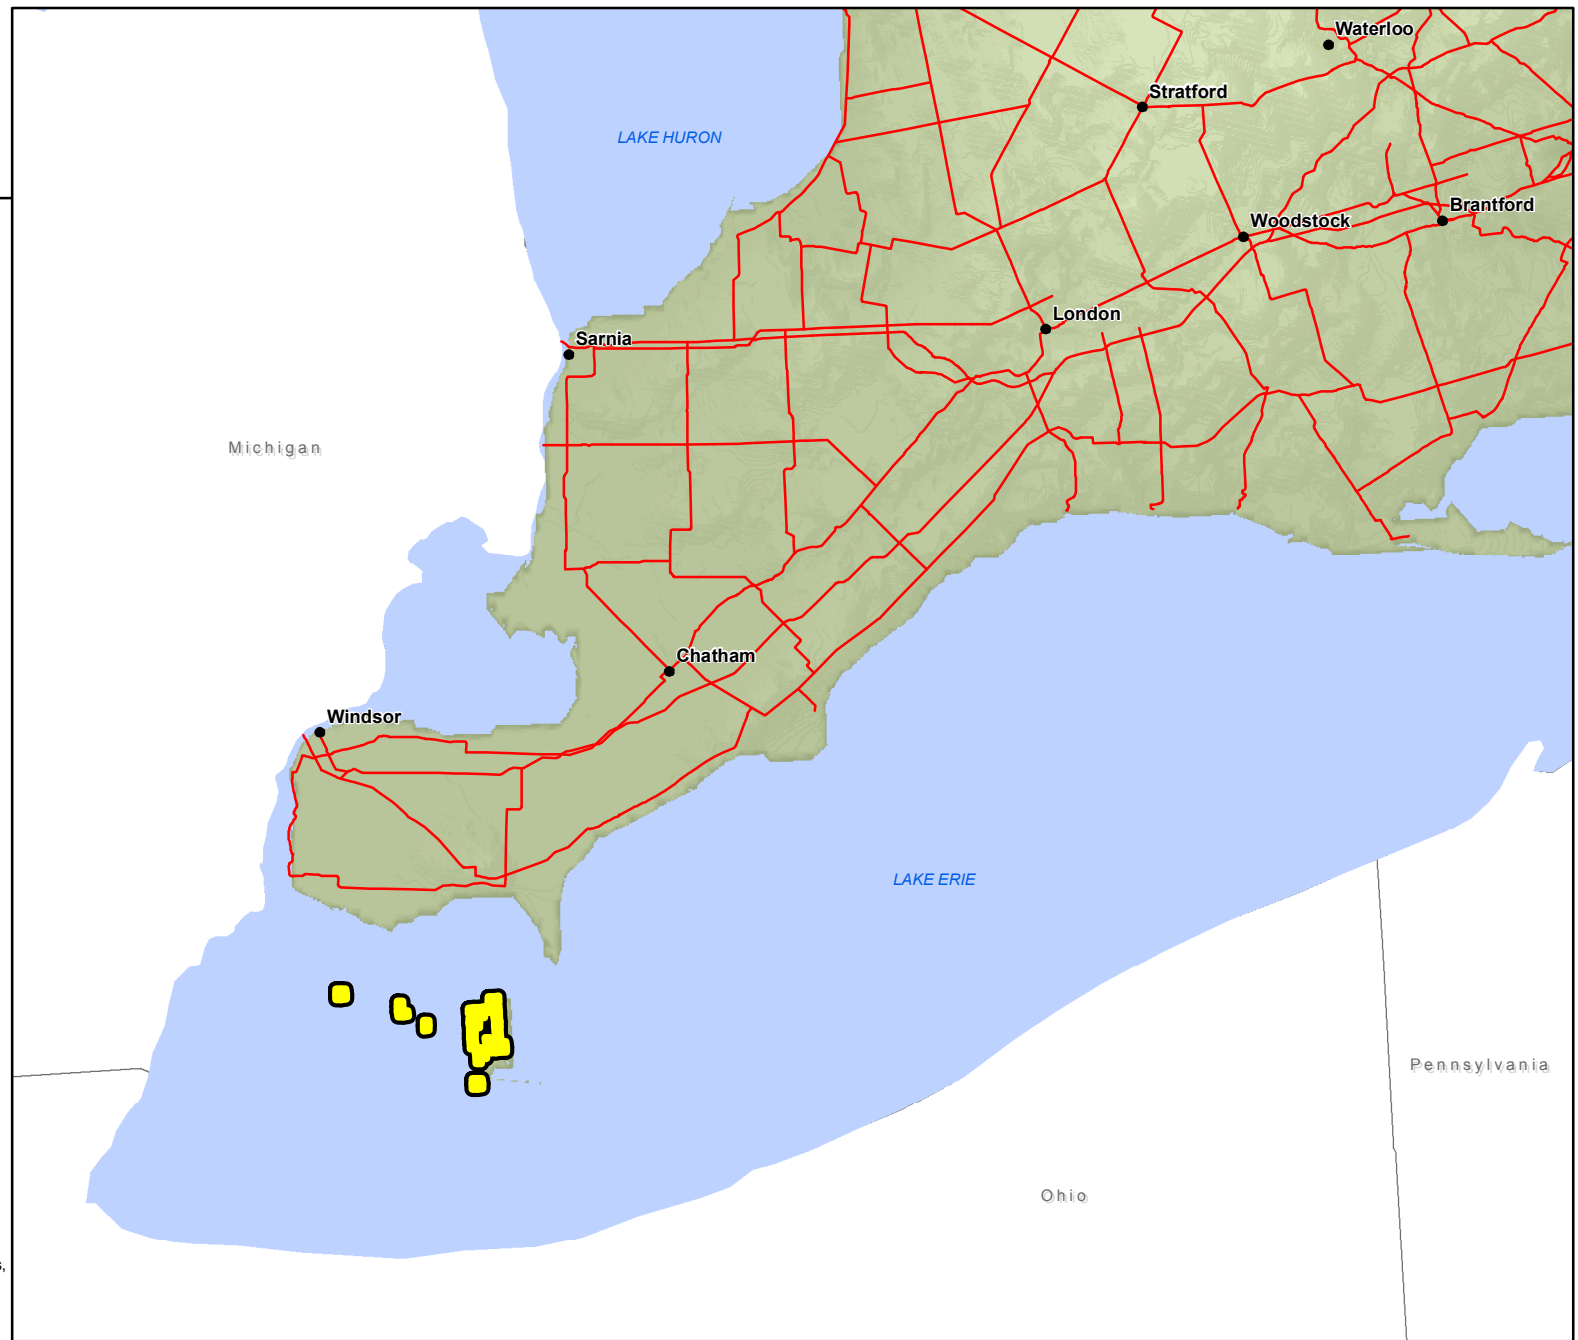 Waterloo
Stratford
LAKE HURON
Brantford
Woodstock
London
Sarnia
Michigan
Chatham
Windsor
LAKE ERIE
Pennsylvania
Ohio
s,